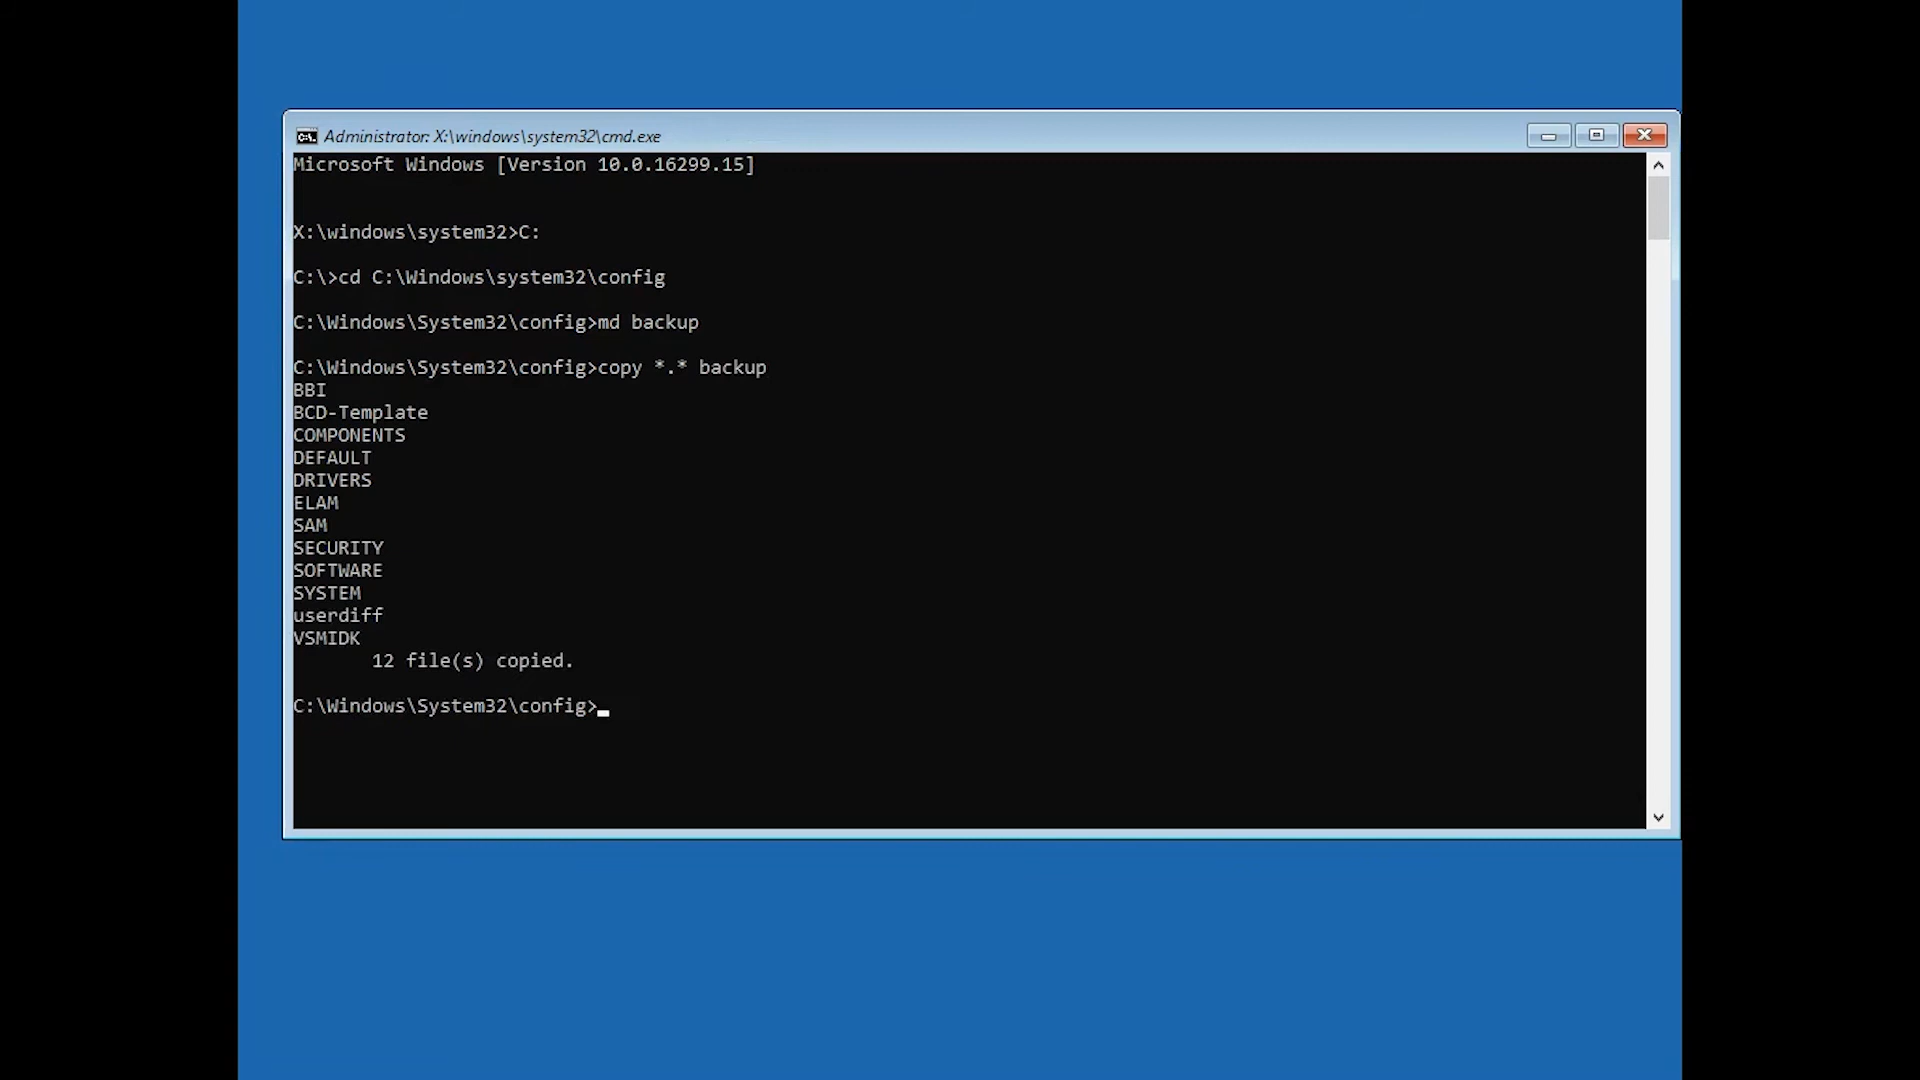 Administrator: X:\windows\system32\cmd.exe
Microsoft Windows [Version 10.0.16299.15]
X:\windows\system32>C:
C:\>cd C:\Windows\system32\config
C:\Windows\System32\config>md backup
C:\Windows\System32\config>copy *.* backup
BBI
BCD-Template
COMPONENTS
DEFAULT
DRIVERS
ELAM
SAM
SECURITY
SOFTWARE
SYSTEM
userdiff
VSMIDK
12 file(s) copied.
C:\Windows\System32\config>